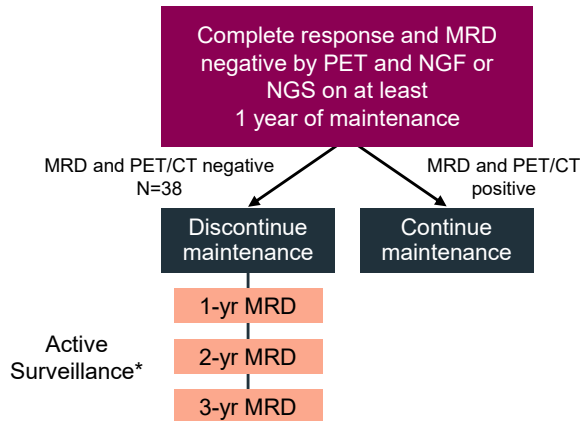 Complete response and MRD
negative by PET and NGF or
NGS on at least
1 year of maintenance
MRD and PET/CT negative
N=38
MRD and PET/CT
positive
Discontinue
maintenance
Continue
maintenance
1-yr MRD
Active
Surveillance*
2-yr MRD
3-yr MRD